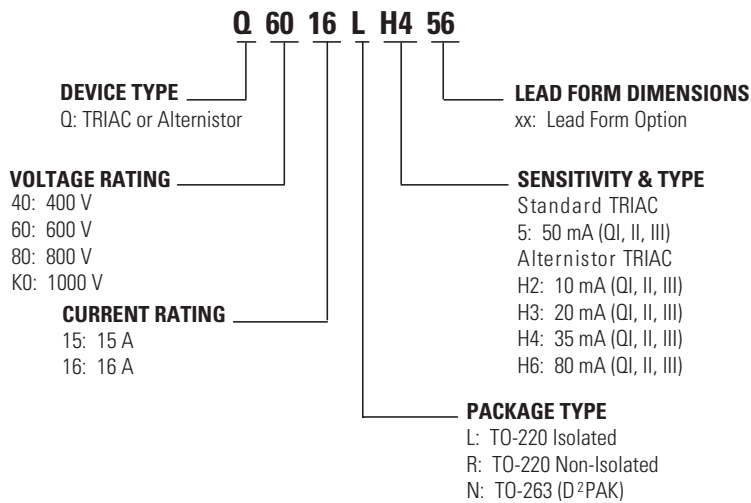 Q 60 16 L H4 56
DEVICE TYPE
Q: TRIAC or Alternistor
VOLTAGE RATING
40: 400 V
60: 600 V
80: 800 V
K0: 1000 V
CURRENT RATING
15: 15 A
16: 16 A
LEAD FORM DIMENSIONS
xx: Lead Form Option
SENSITIVITY & TYPE
Standard TRIAC
5: 50 mA (QI, II, III)
Alternistor TRIAC
H2: 10 mA (QI, II, III)
H3: 20 mA (QI, II, III)
H4: 35 mA (QI, II, III)
H6: 80 mA (QI, II, III)
PACKAGE TYPE
L: TO-220 Isolated
R: TO-220 Non-Isolated
N: TO-263 (D²PAK)